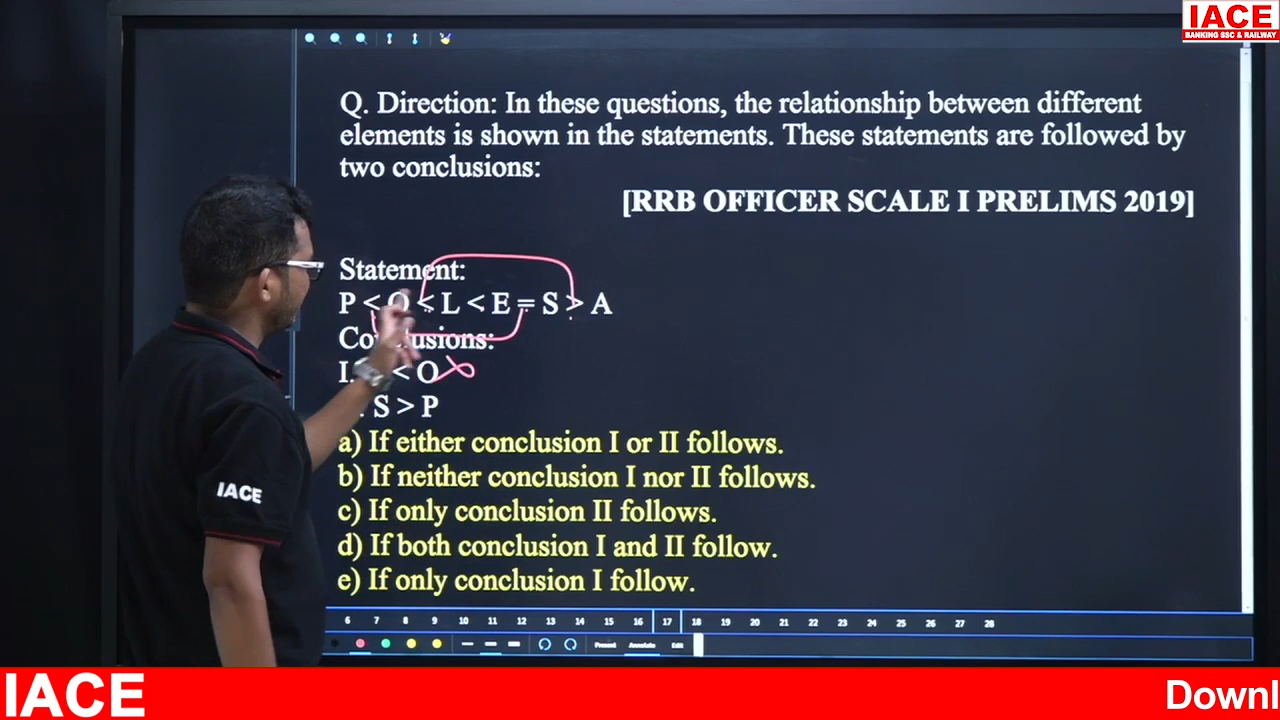 IACE
BANKING SSC & RAILWAY
Q. Direction: In these questions, the relationship between different
elements is shown in the statements. These statements are followed by
two conclusions:
[RRB OFFICER SCALE I PRELIMS 2019]
Statement:
P < O < L < E = S > A
Conclusions:
I. < O
S > P
a) If either conclusion I or II follows.
b) If neither conclusion I nor II follows.
c) If only conclusion II follows.
d) If both conclusion I and II follow.
e) If only conclusion I follow.
6 7 8 9 10 11 12 13 14 15 16 17 18 19 20 21 22 23 24 25 26 27 28
Present Annotate Edit
IACE
IACE
Downl